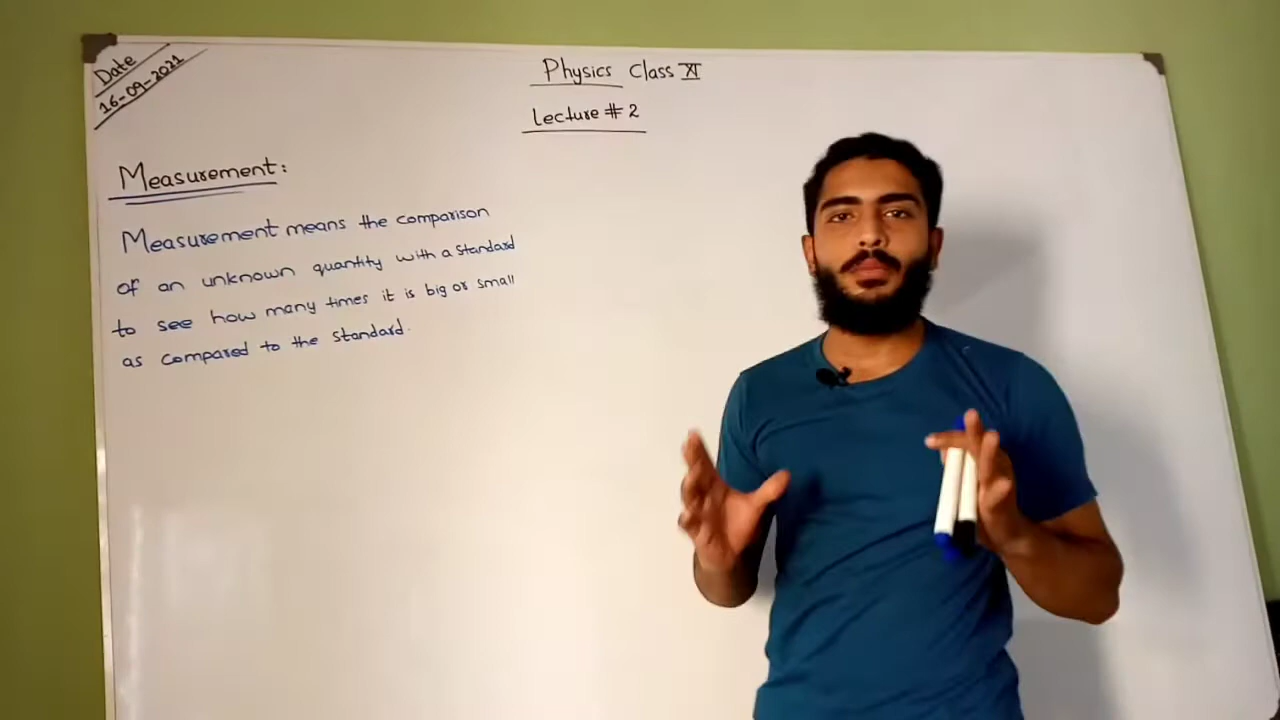 Date
16-09-2021
Physics Class XI
Lecture # 2
Measurement:
Measurement means the comparison
of an unknown quantity with a standard
to see how many times it is big or small
as compared to the standard.